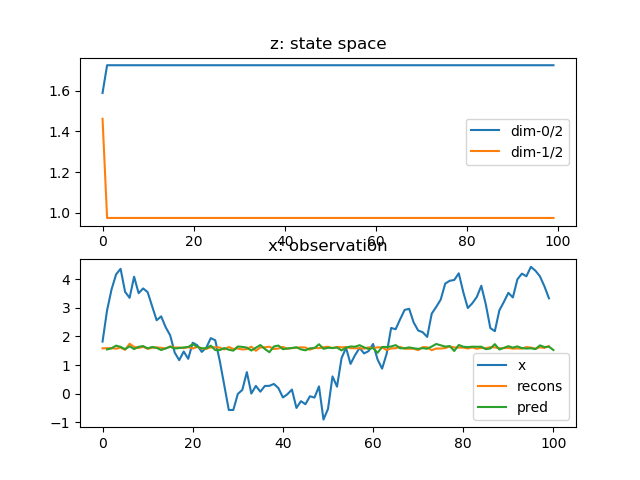 z: state space
1.6
1.4
1.2
1.0
dim-0/2
dim-1/2
0 20 40 60 80 100
x: observation
4
3
2
1
0
−1
x
recons
pred
0 20 40 60 80 100